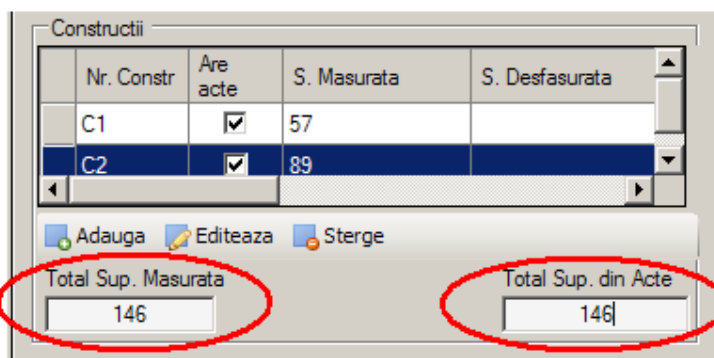 Constructii
Nr. Constr Are acte S. Masurata S. Desfasurata
C1 57
C2 89
Adauga Editeaza Sterge
Total Sup. Masurata Total Sup. din Acte
146 146